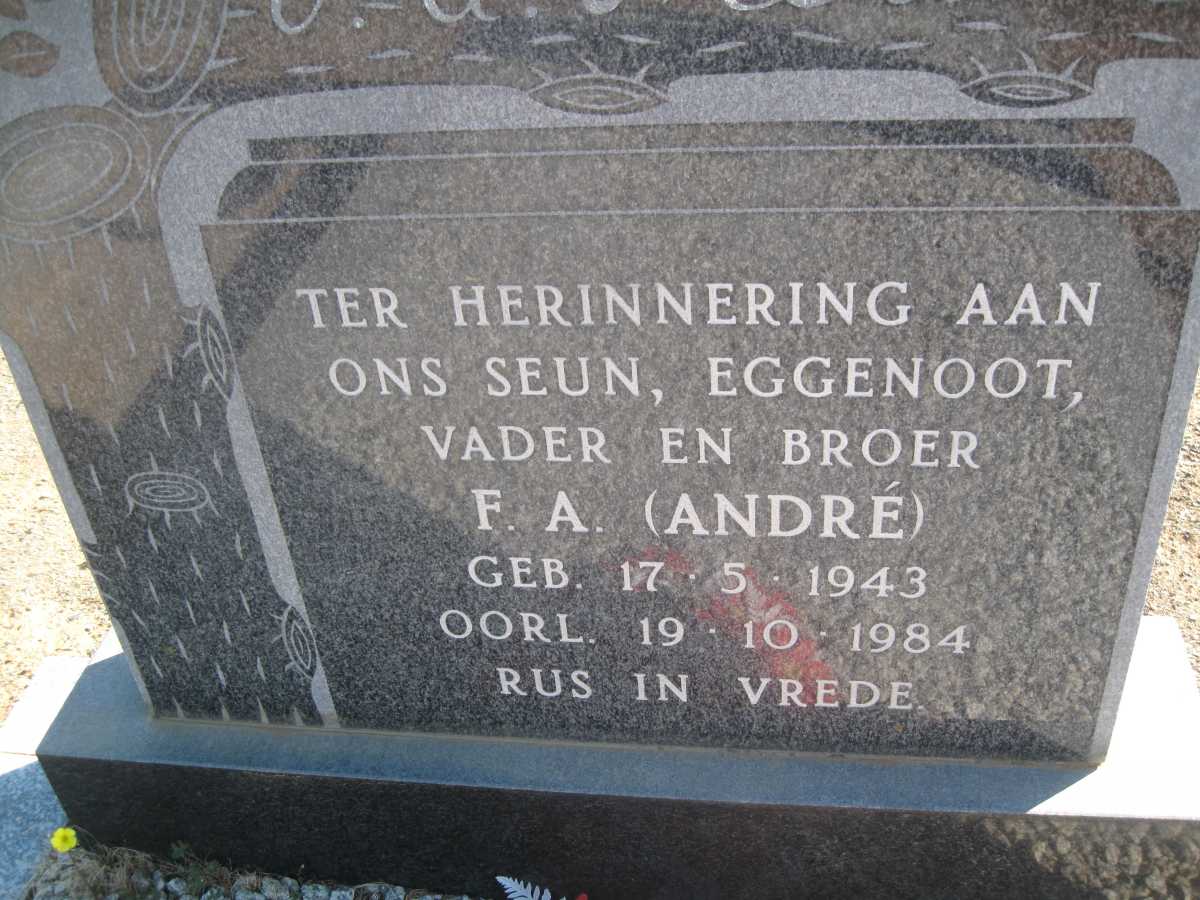 TER HERINNERING AAN
ONS SEUN, EGGENOOT,
VADER EN BROER
F. A. (ANDRÉ)
GEB. 17 · 5 · 1943
OORL. 19 · 10 · 1984
RUS IN VREDE.